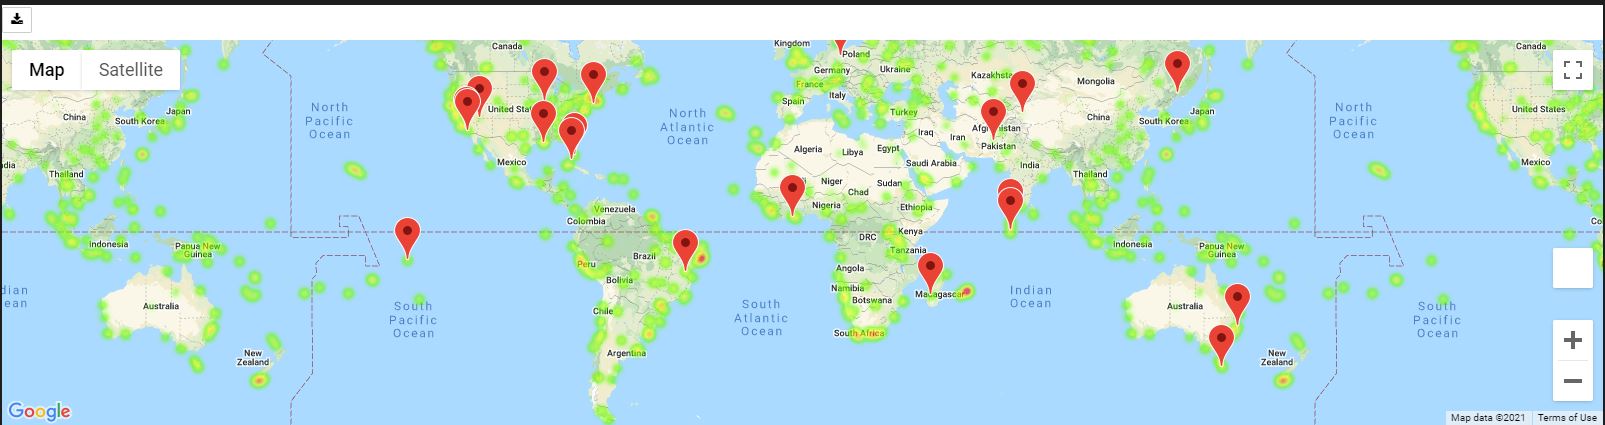 Map
Satellite
Canada
China
Japan
South Korea
Thailand
Indonesia
Papua New
Guinea
Australia
New
Zealand
North
Pacific
Ocean
South
Pacific
Ocean
Mexico
Venezuela
Colombia
Peru
Brazil
Bolivia
Chile
Argentina
North
Atlantic
Ocean
South
Atlantic
Ocean
Kingdom
Poland
Germany
Ukraine
France
Spain
Italy
Turkey
Kazakhstan
Mongolia
Iraq
Iran
Afghanistan
Pakistan
Algeria
Libya
Egypt
Saudi Arabia
Niger
Chad
Sudan
Nigeria
Ethiopia
DRC
Kenya
Tanzania
Angola
Namibia
Botswana
Madagascar
South Africa
India
China
South Korea
Japan
Thailand
Indonesia
Papua New
Guinea
Indian
Ocean
Australia
New
Zealand
North
Pacific
Ocean
South
Pacific
Ocean
Canada
United States
Mexico
Google
Map data ©2021
Terms of Use